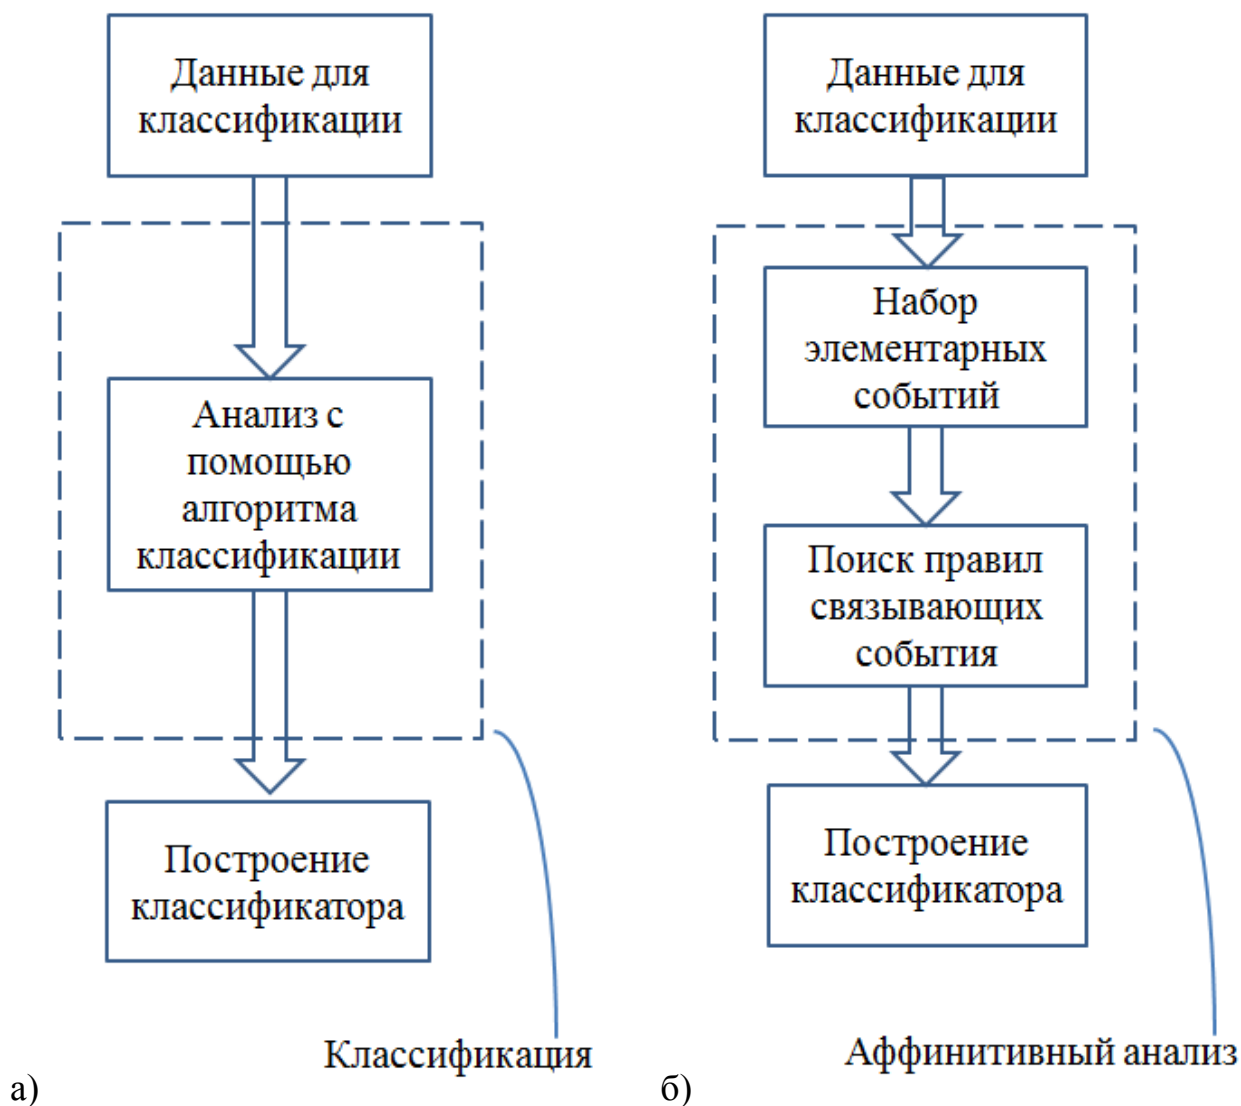 Данные для
классификации
Анализ с
помощью
алгоритма
классификации
Построение
классификатора
Классификация
а)
Данные для
классификации
Набор
элементарных
событий
Поиск правил
связывающих
события
Построение
классификатора
Аффинитивный анализ
б)